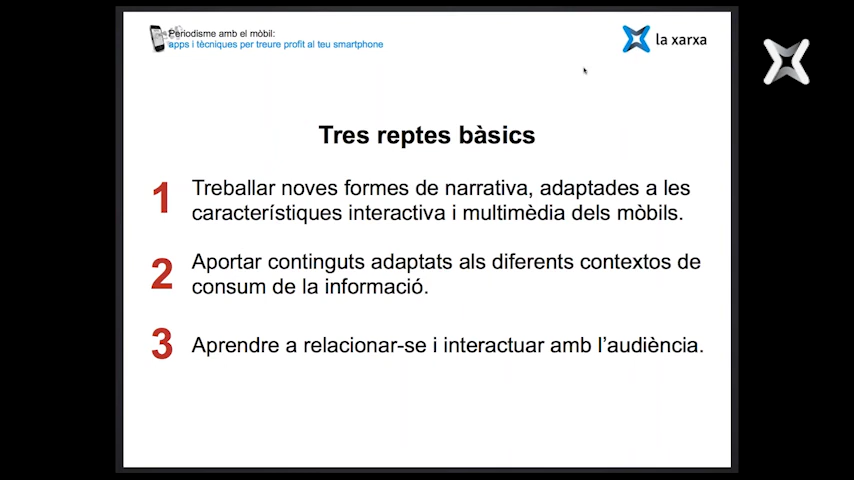 Periodisme amb el mòbil:
apps i tècniques per treure profit al teu smartphone
la xarxa
Tres reptes bàsics
1 Treballar noves formes de narrativa, adaptades a les
característiques interactiva i multimèdia dels mòbils.
2 Aportar continguts adaptats als diferents contextos de
consum de la informació.
3 Aprendre a relacionar-se i interactuar amb l’audiència.